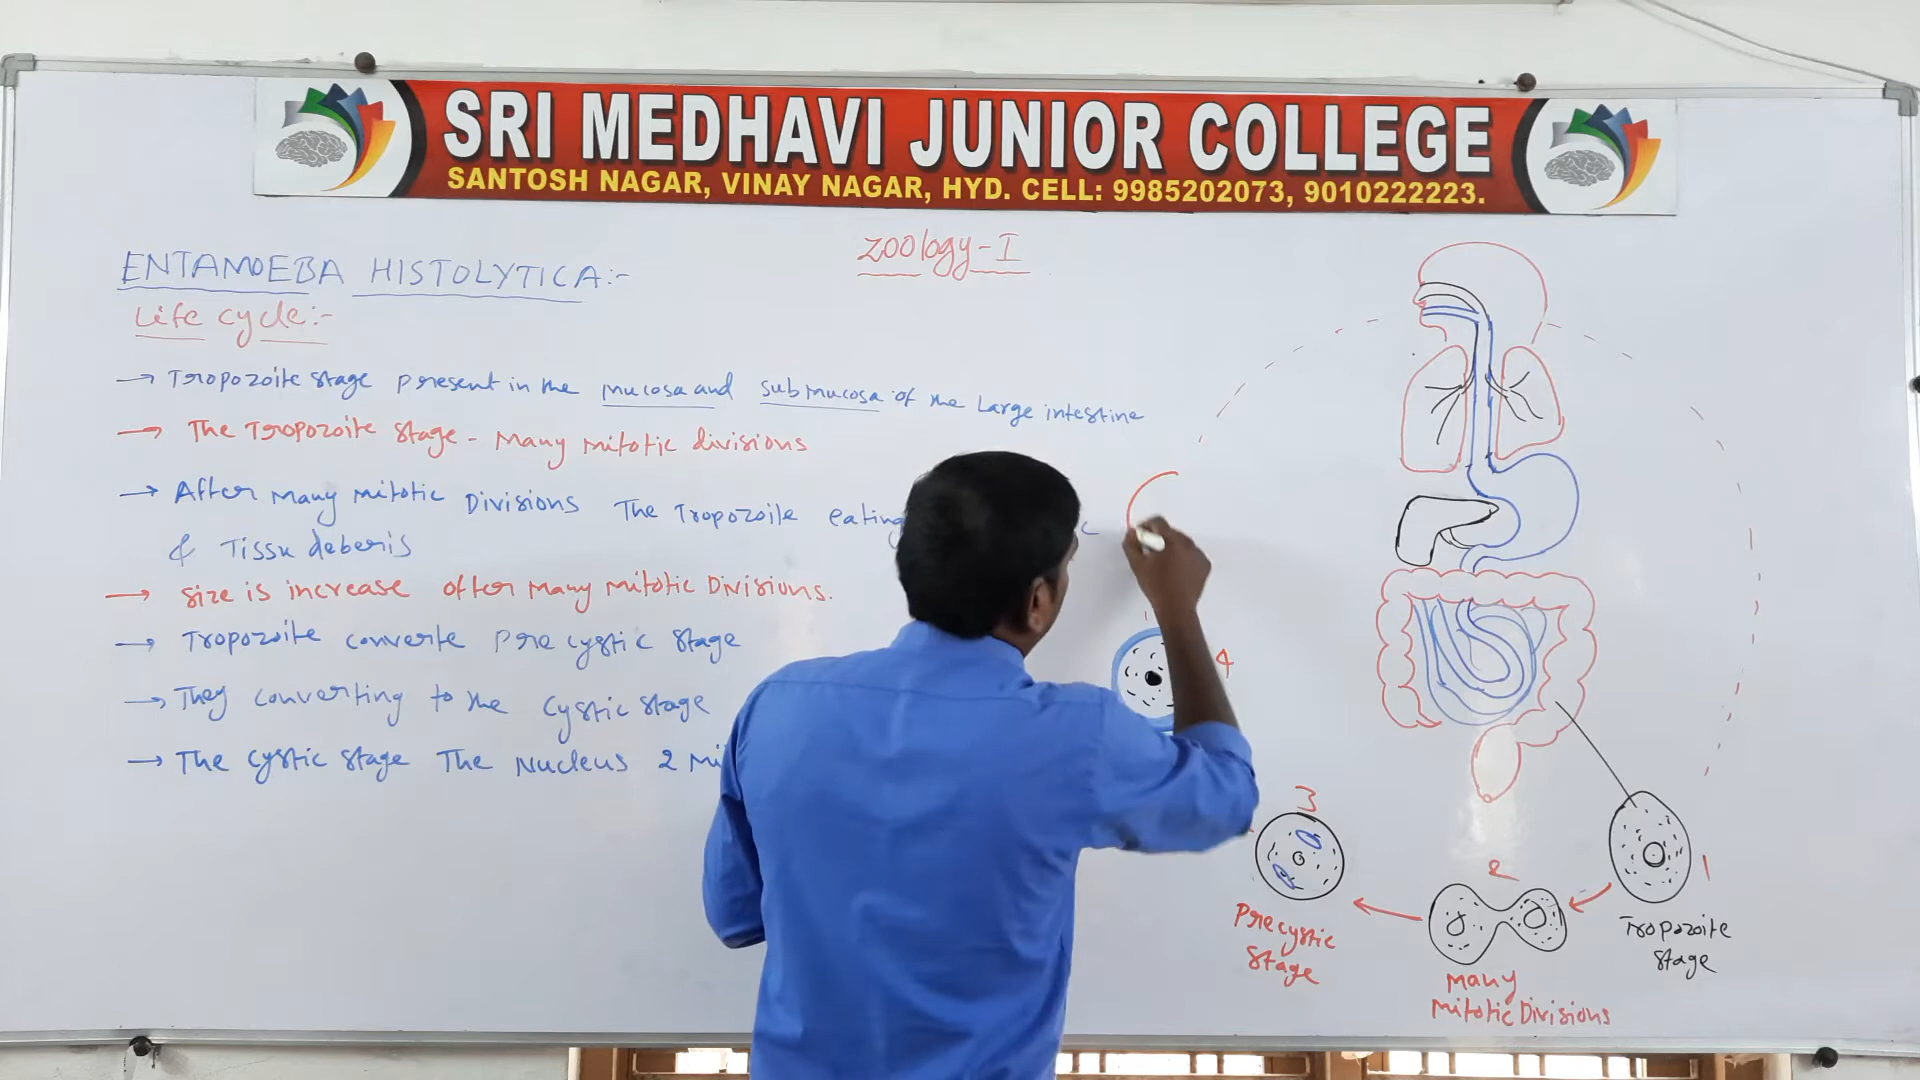 SRI MEDHAVI JUNIOR COLLEGE
SANTOSH NAGAR, VINAY NAGAR, HYD. CELL: 9985202073, 9010222223.
Zoology-I
ENTAMOEBA HISTOLYTICA:-
Life cycle:-
→ Tropozoite stage present in the mucosa and submucosa of the Large intestine
→ The Tropozoite stage - Many mitotic divisions
→ After Many mitotic Divisions The Tropozoite eating
& Tissu deberis
→ Size is increase after Many Mitotic Divisions.
→ Tropozoite converte Pre cystic stage
→ They converting to the cystic stage
→ The cystic stage The Nucleus 2 Mi
4
3
Precystic
Stage
2
Many
Mitotic Divisions
1
Tropozoite
Stage